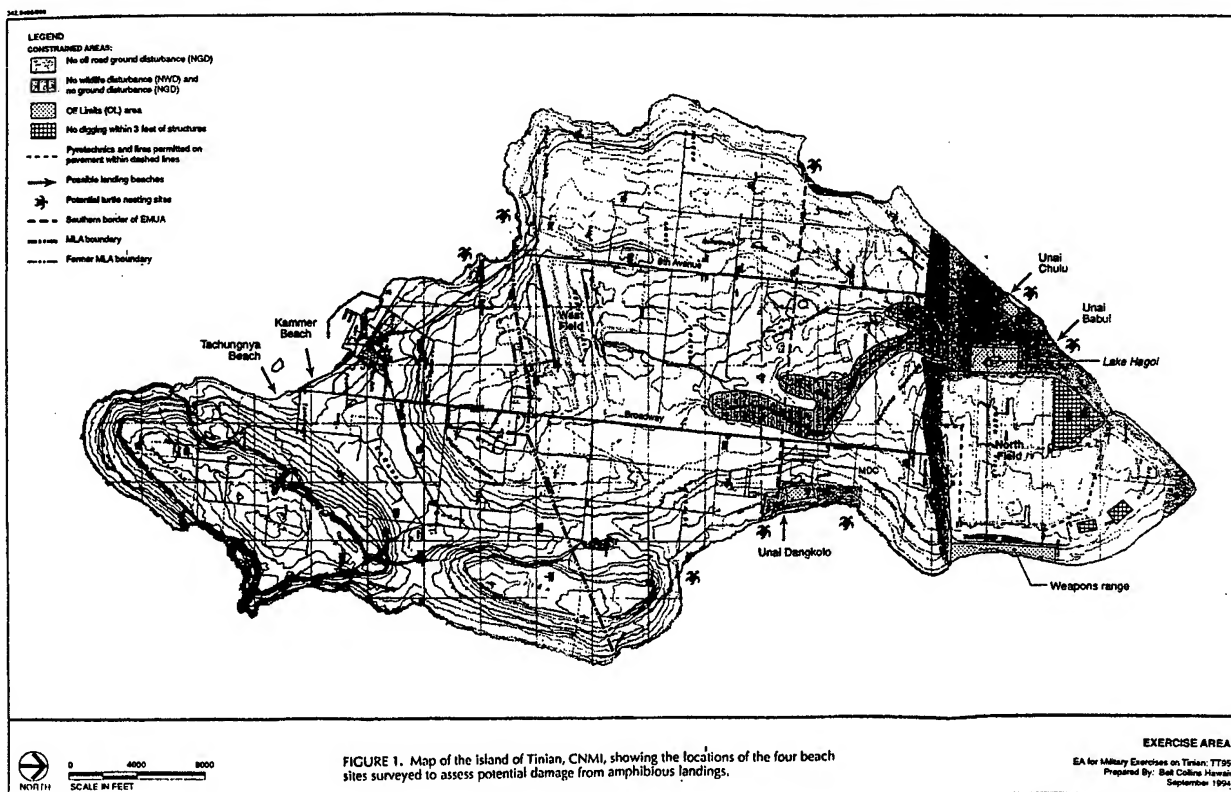 LEGEND
CONSTRAINED AREAS:
No off road ground disturbance (NGD)
No wildlife disturbance (NWD) and
no ground disturbance (NGD)
Off Limits (OL) area
No digging within 3 feet of structures
Pyrotechnics and fires permitted on
pavement within dashed lines
Possible landing beaches
Potential turtle nesting sites
Southern border of EMUA
MLA boundary
Former MLA boundary
8th Avenue
Unai
Chulu
Unai
Babui
Lake Hagoi
West
Field
Kammer
Beach
Tachungnya
Beach
Broadway
North
Field
MDC
Unai Dangkolo
Weapons range
NORTH
0 4000 8000
SCALE IN FEET
FIGURE 1. Map of the island of Tinian, CNMI, showing the locations of the four beach
sites surveyed to assess potential damage from amphibious landings.
EXERCISE AREA
EA for Military Exercises on Tinian: TT95
Prepared By: Belt Collins Hawaii
September 1994